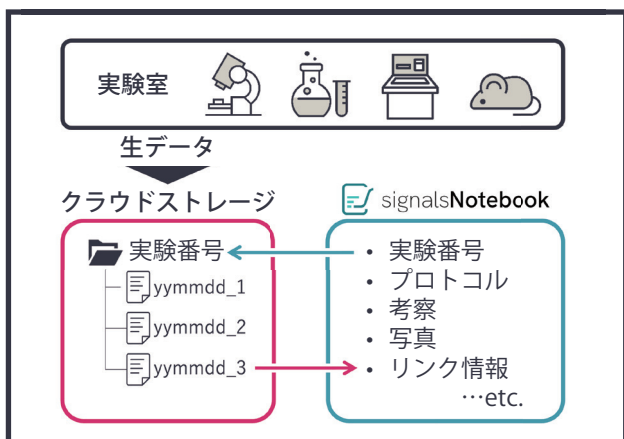 実験室
生データ
クラウドストレージ
signalsNotebook
実験番号
yymmdd_1
yymmdd_2
yymmdd_3
・ 実験番号
・ プロトコル
・ 考察
・ 写真
・ リンク情報
…etc.